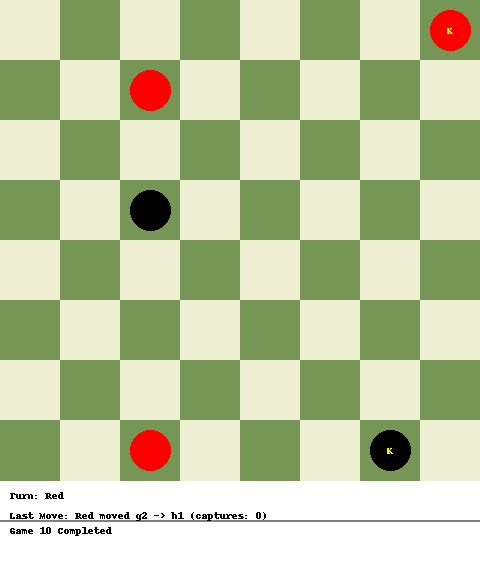 K
K
Turn: Red
Last Move: Red moved g2 -> h1 (captures: 0)
Game 10 Completed